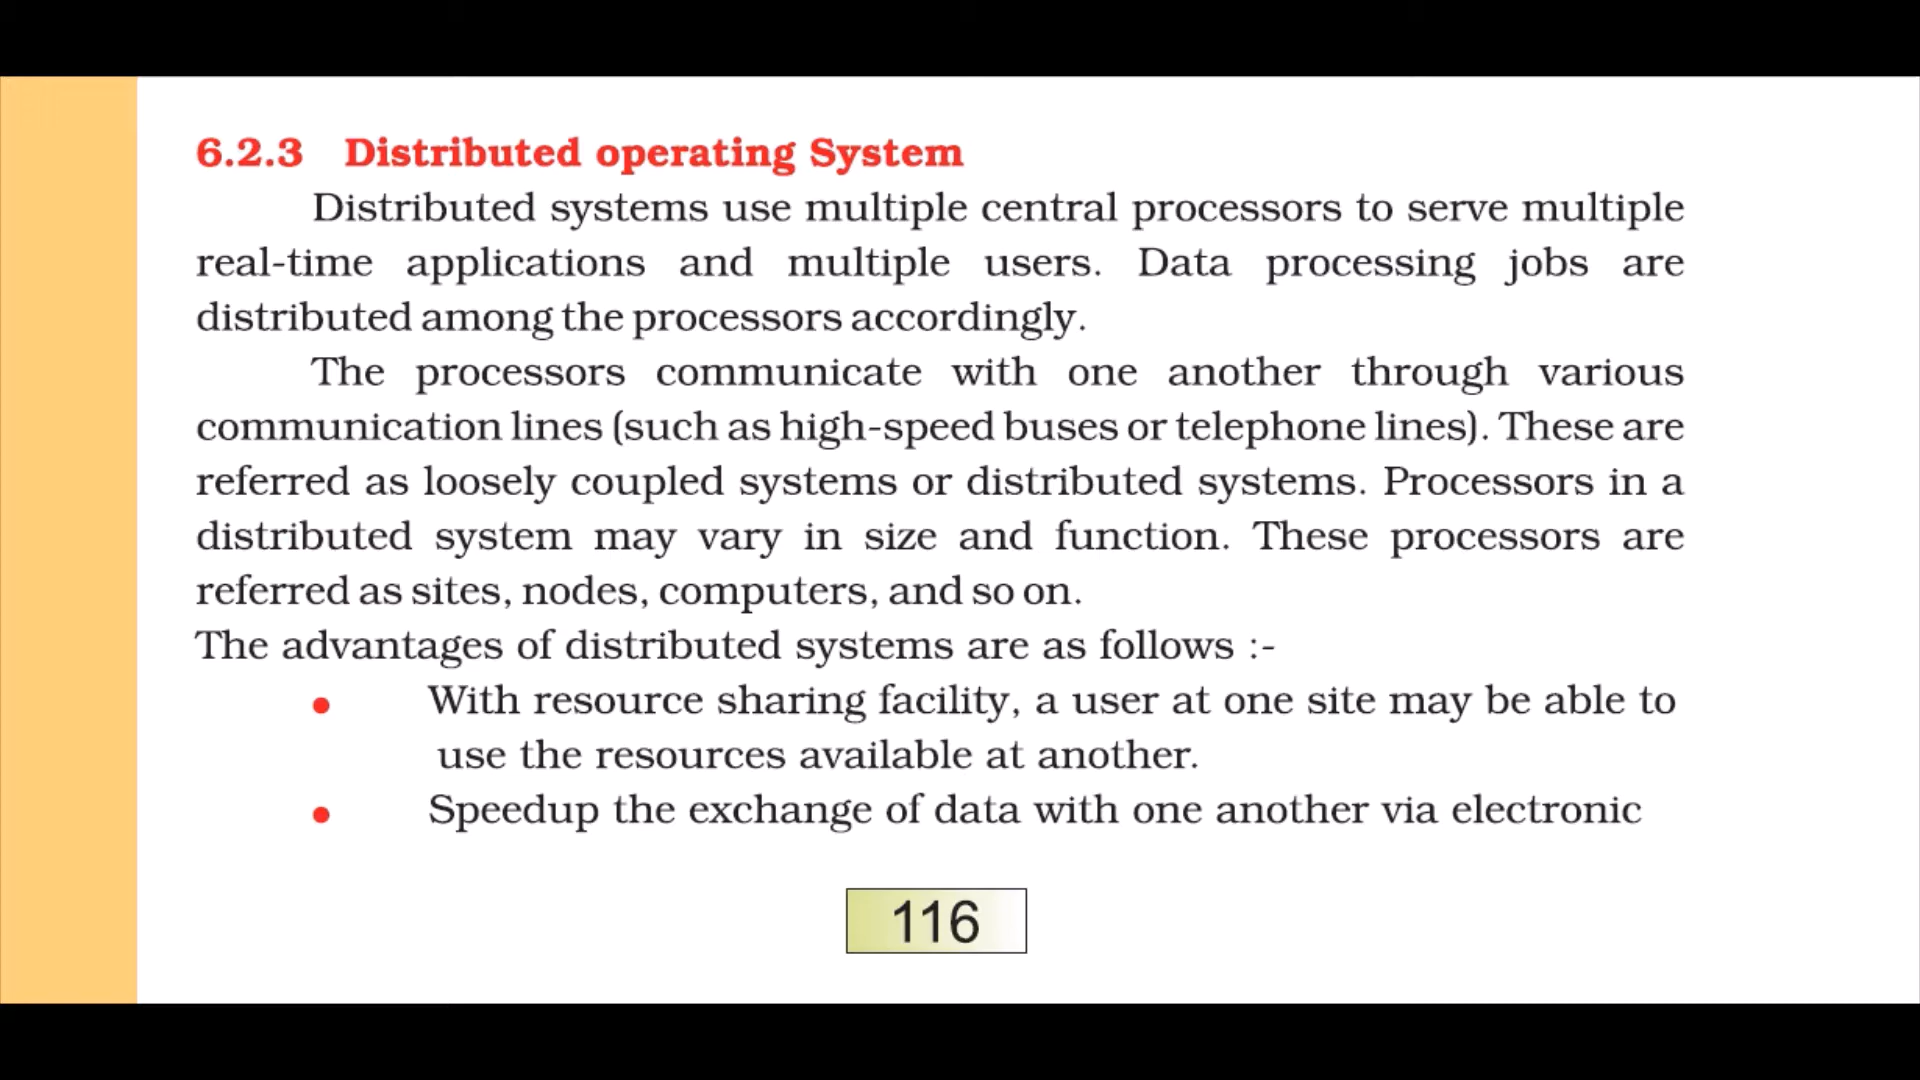 6.2.3 Distributed operating System
Distributed systems use multiple central processors to serve multiple
real-time applications and multiple users. Data processing jobs are
distributed among the processors accordingly.
The processors communicate with one another through various
communication lines (such as high-speed buses or telephone lines). These are
referred as loosely coupled systems or distributed systems. Processors in a
distributed system may vary in size and function. These processors are
referred as sites, nodes, computers, and so on.
The advantages of distributed systems are as follows :-
• With resource sharing facility, a user at one site may be able to
use the resources available at another.
• Speedup the exchange of data with one another via electronic
116